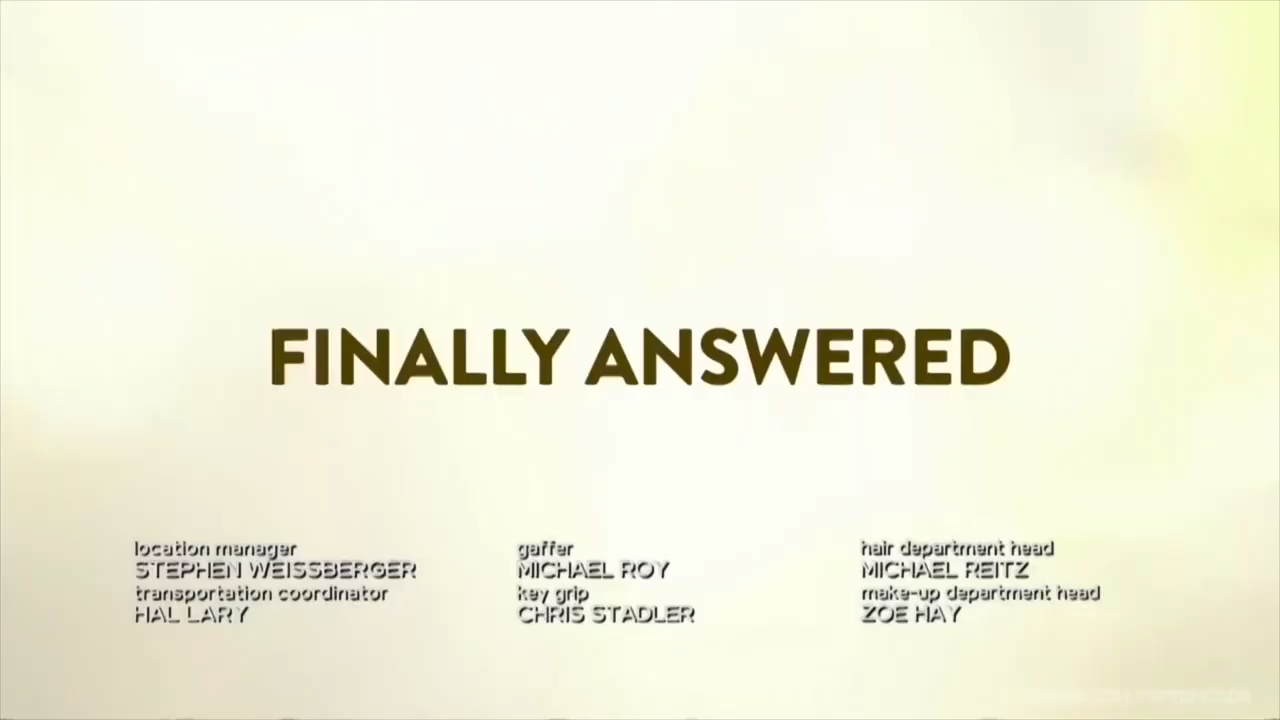 FINALLY ANSWERED
location manager
STEPHEN WEISSBERGER
transportation coordinator
HAL LARY
gaffer
MICHAEL ROY
key grip
CHRIS STADLER
hair department head
MICHAEL REITZ
make-up department head
ZOE HAY